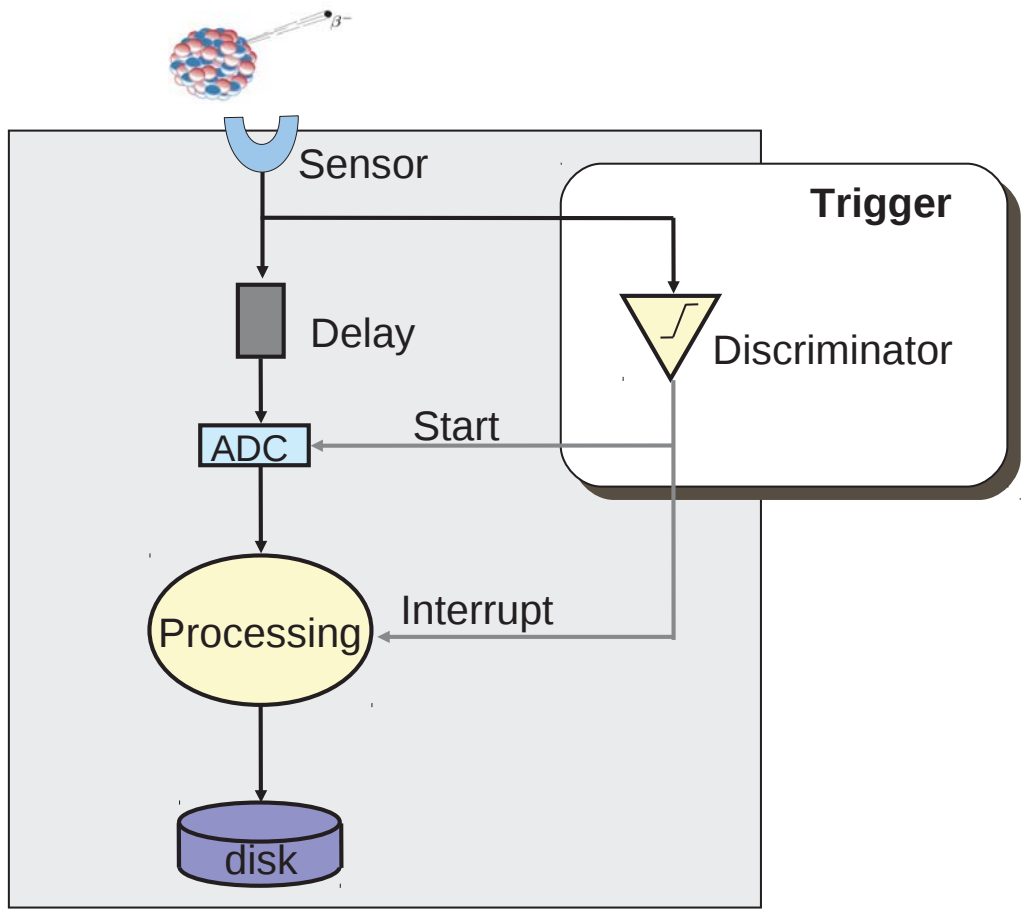 β⁻
Sensor
Trigger
Delay
Discriminator
Start
ADC
Interrupt
Processing
disk